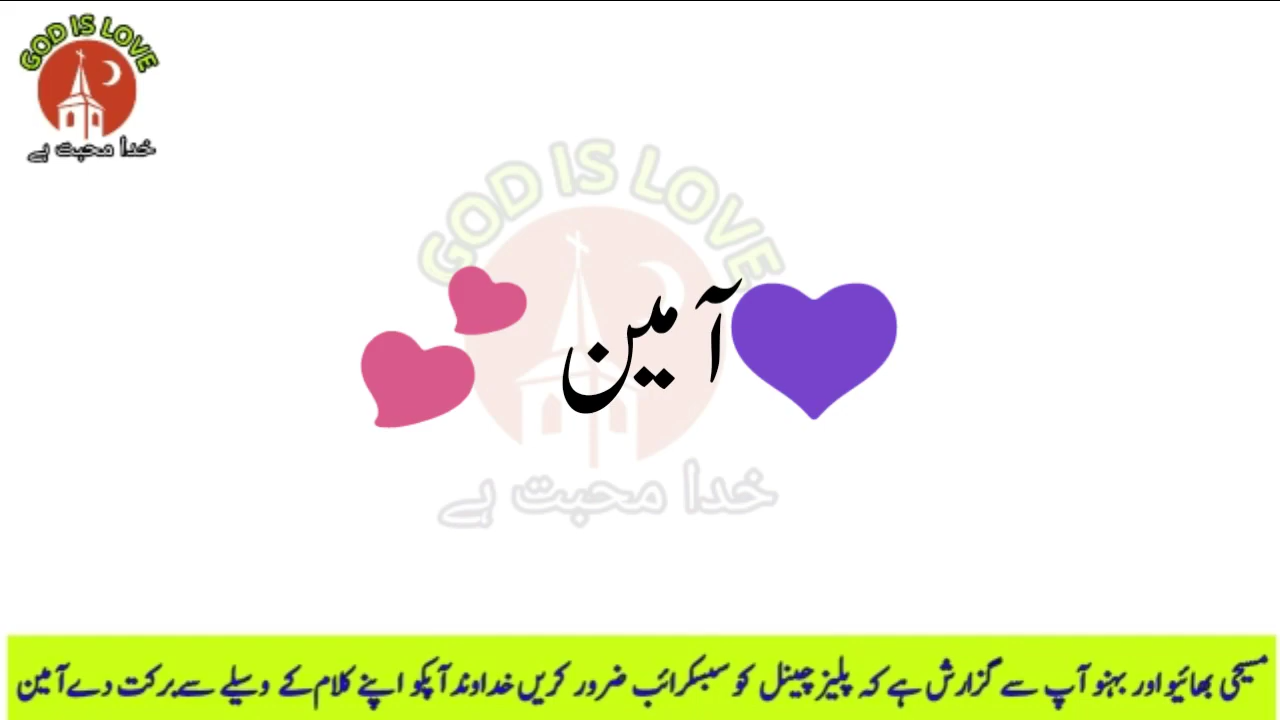 GOD IS LOVE
خدا محبت ہے
GOD IS LOVE
آمین
خدا محبت ہے
مسیحی بھائیو اور بہنو آپ سے گزارش ہے کہ پلیز چینل کو سبسکرائب ضرور کریں خداوند آپکو اپنے کلام کے وسیلے سے برکت دے آمین